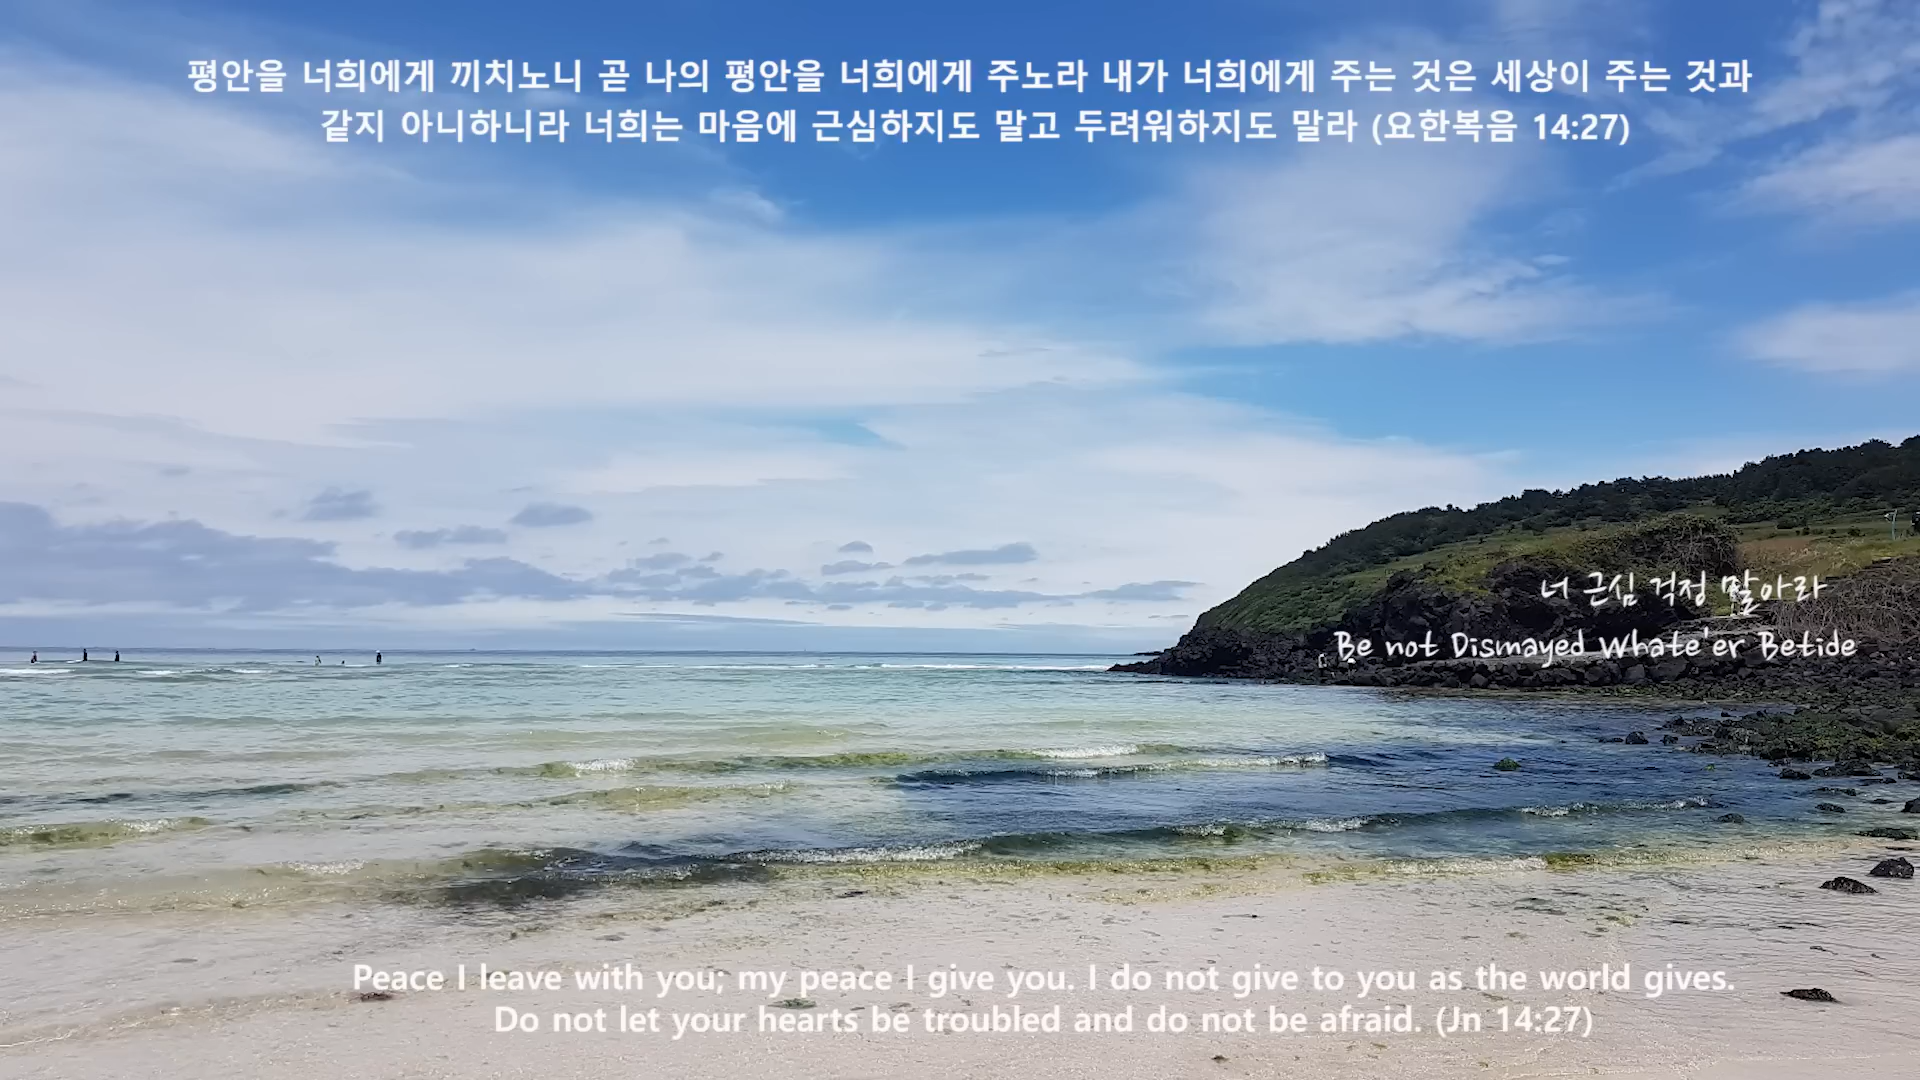 평안을 너희에게 끼치노니 곧 나의 평안을 너희에게 주노라 내가 너희에게 주는 것은 세상이 주는 것과
같지 아니하니라 너희는 마음에 근심하지도 말고 두려워하지도 말라 (요한복음 14:27)
너 근심 걱정 말아라
Be not Dismayed Whate'er Betide
Peace I leave with you; my peace I give you. I do not give to you as the world gives.
Do not let your hearts be troubled and do not be afraid. (Jn 14:27)